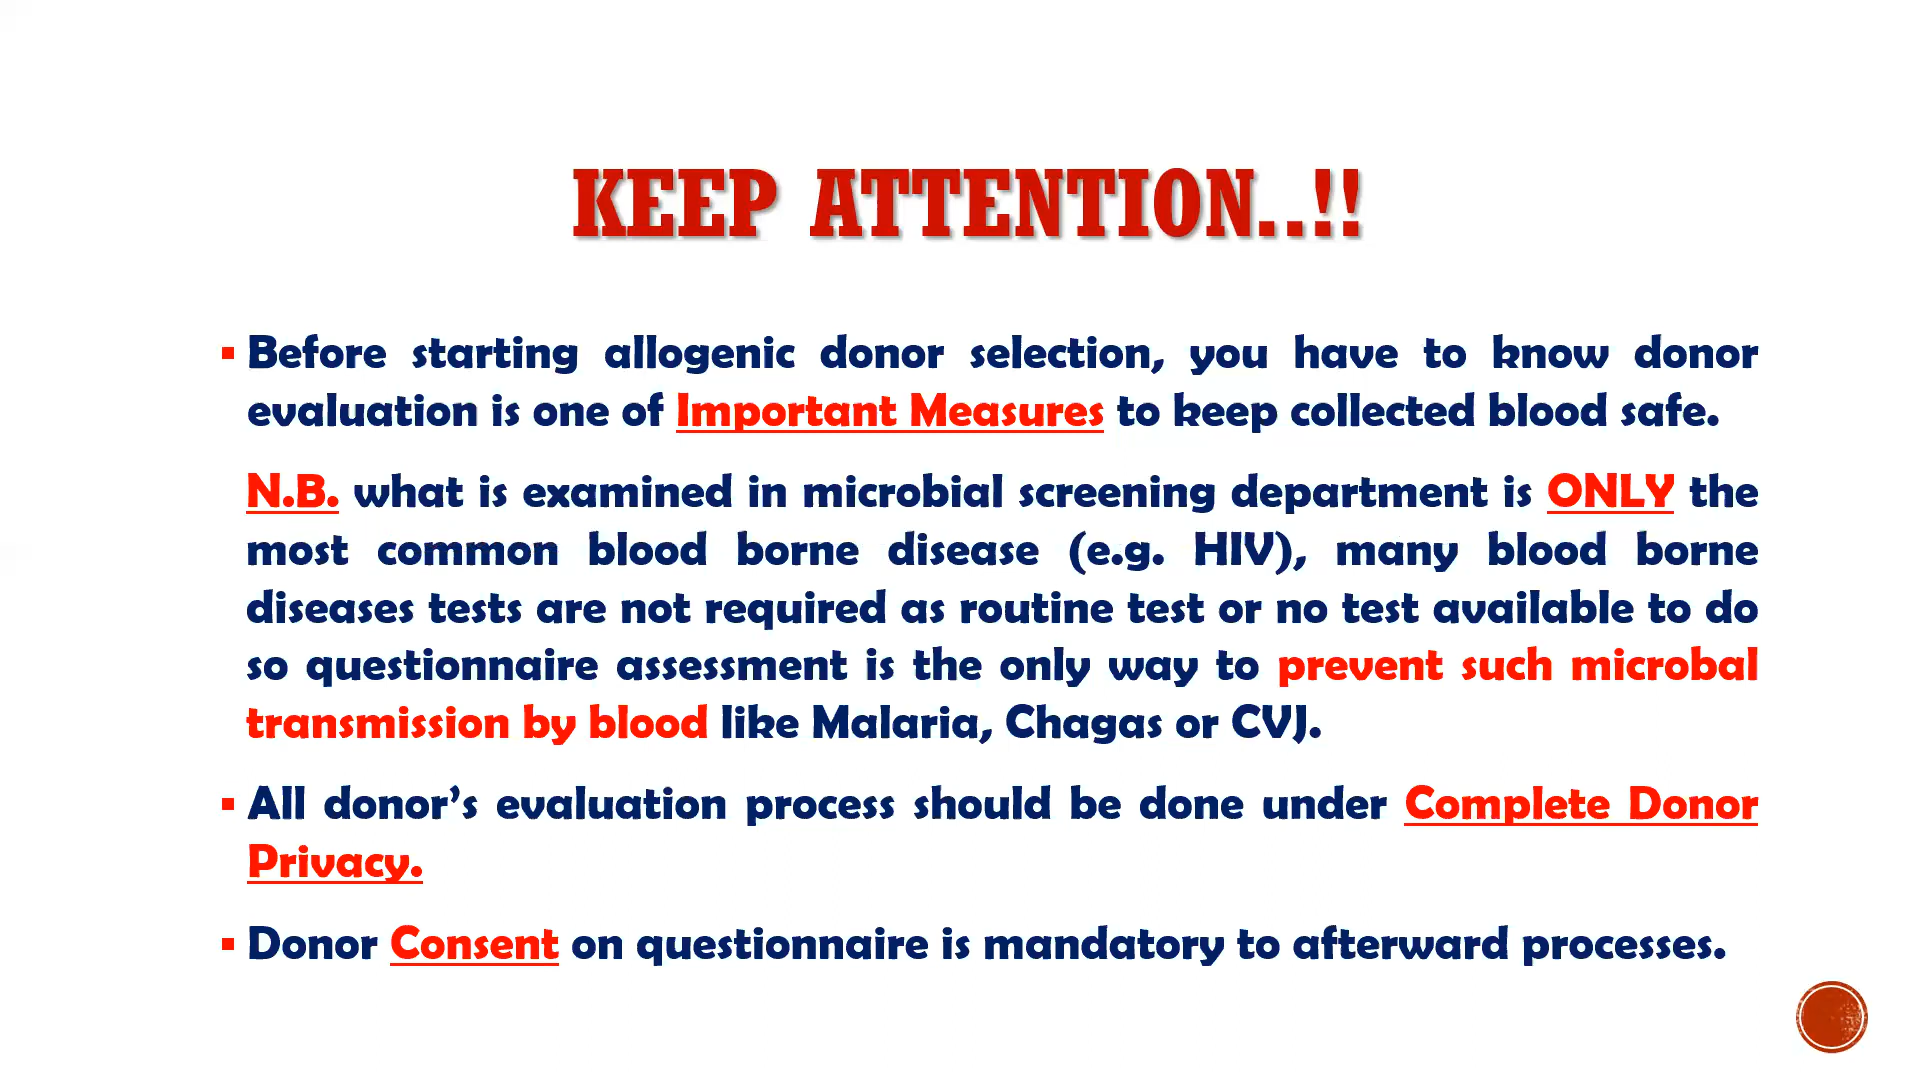 KEEP ATTENTION..!!
▪ Before starting allogenic donor selection, you have to know donor
evaluation is one of Important Measures to keep collected blood safe.
N.B. what is examined in microbial screening department is ONLY the
most common blood borne disease (e.g. HIV), many blood borne
diseases tests are not required as routine test or no test available to do
so questionnaire assessment is the only way to prevent such microbal
transmission by blood like Malaria, Chagas or CVJ.
▪ All donor’s evaluation process should be done under Complete Donor
Privacy.
▪ Donor Consent on questionnaire is mandatory to afterward processes.